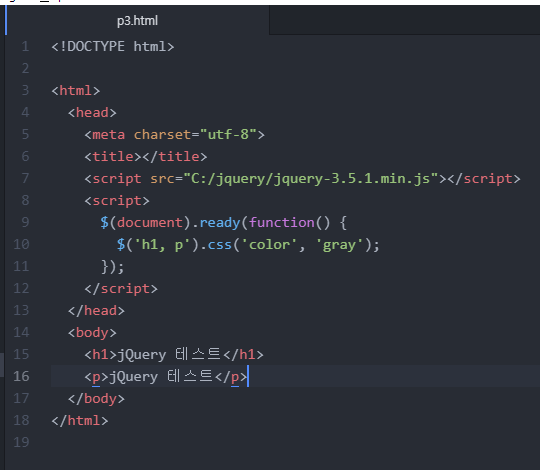 p3.html
1 <!DOCTYPE html>
2
3 <html>
4   <head>
5     <meta charset="utf-8">
6     <title></title>
7     <script src="C:/jquery/jquery-3.5.1.min.js"></script>
8     <script>
9       $(document).ready(function() {
10         $('h1, p').css('color', 'gray');
11       });
12     </script>
13   </head>
14   <body>
15     <h1>jQuery 테스트</h1>
16     <p>jQuery 테스트</p>
17   </body>
18 </html>
19